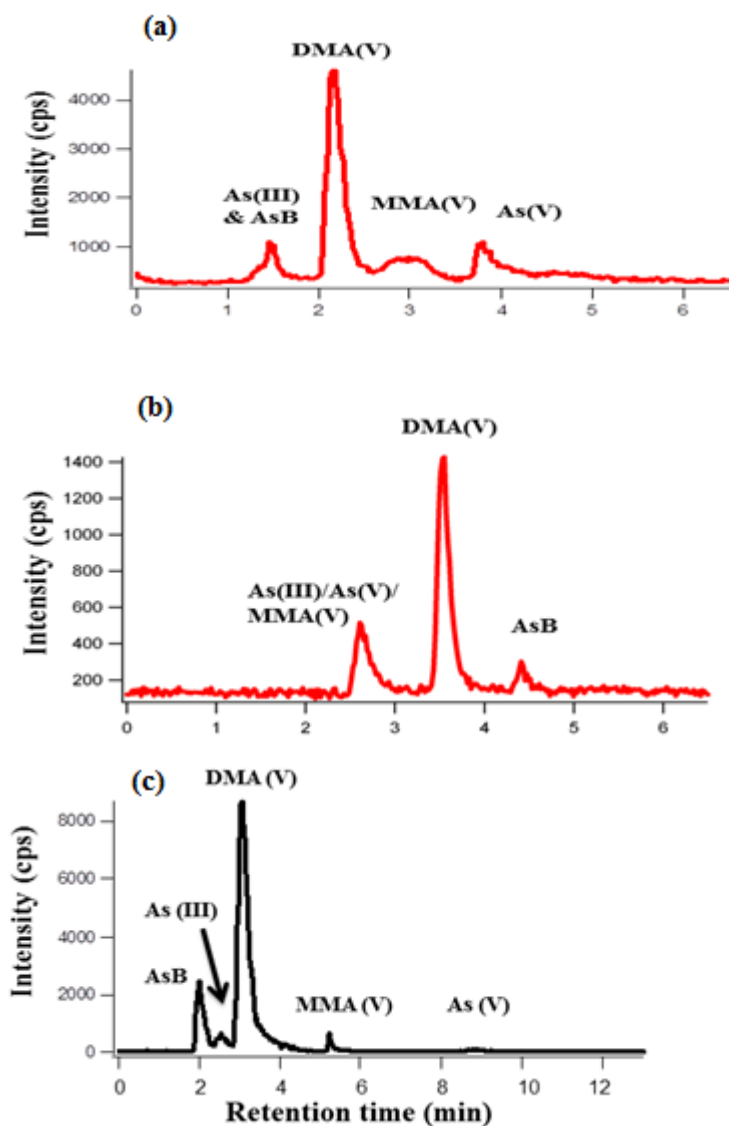 (a)
DMA(V)
As(III)
& AsB
MMA(V)
As(V)
Intensity (cps)
4000
3000
2000
1000
0 1 2 3 4 5 6
(b)
DMA(V)
As(III)/As(V)/
MMA(V)
AsB
Intensity (cps)
1400
1200
1000
800
600
400
200
0 1 2 3 4 5 6
(c)
DMA (V)
As (III)
AsB
MMA (V)
As (V)
Intensity (cps)
8000
6000
4000
2000
0
0 2 4 6 8 10 12
Retention time (min)